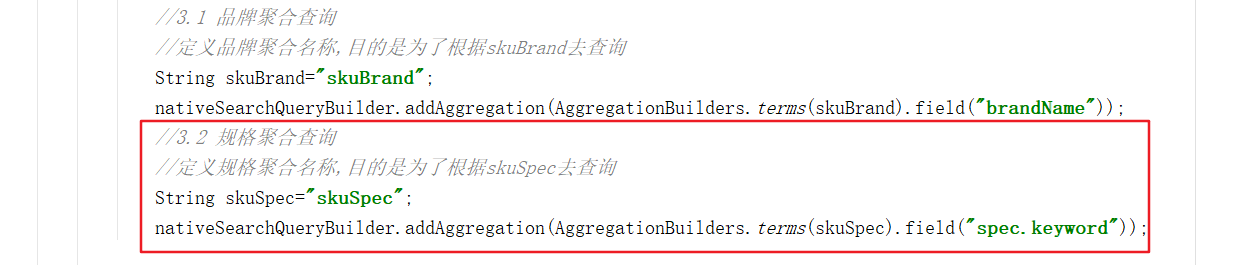 //3.1 品牌聚合查询
//定义品牌聚合名称,目的是为了根据skuBrand去查询
String skuBrand="skuBrand";
nativeSearchQueryBuilder.addAggregation(AggregationBuilders.terms(skuBrand).field("brandName"));
//3.2 规格聚合查询
//定义规格聚合名称,目的是为了根据skuSpec去查询
String skuSpec="skuSpec";
nativeSearchQueryBuilder.addAggregation(AggregationBuilders.terms(skuSpec).field("spec.keyword"));